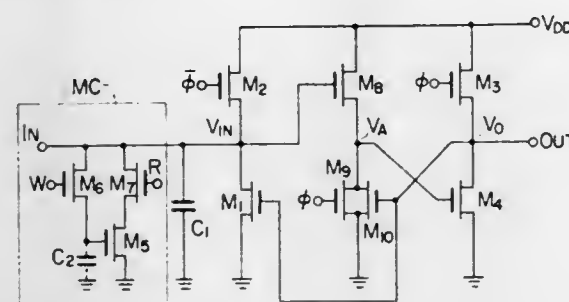 VDD
MC
φ̄
M2
M8
φ
M3
IN
VIN
VA
VO
OUT
M9
W
M6
M7
R
M1
φ
M4
M10
C1
M5
C2